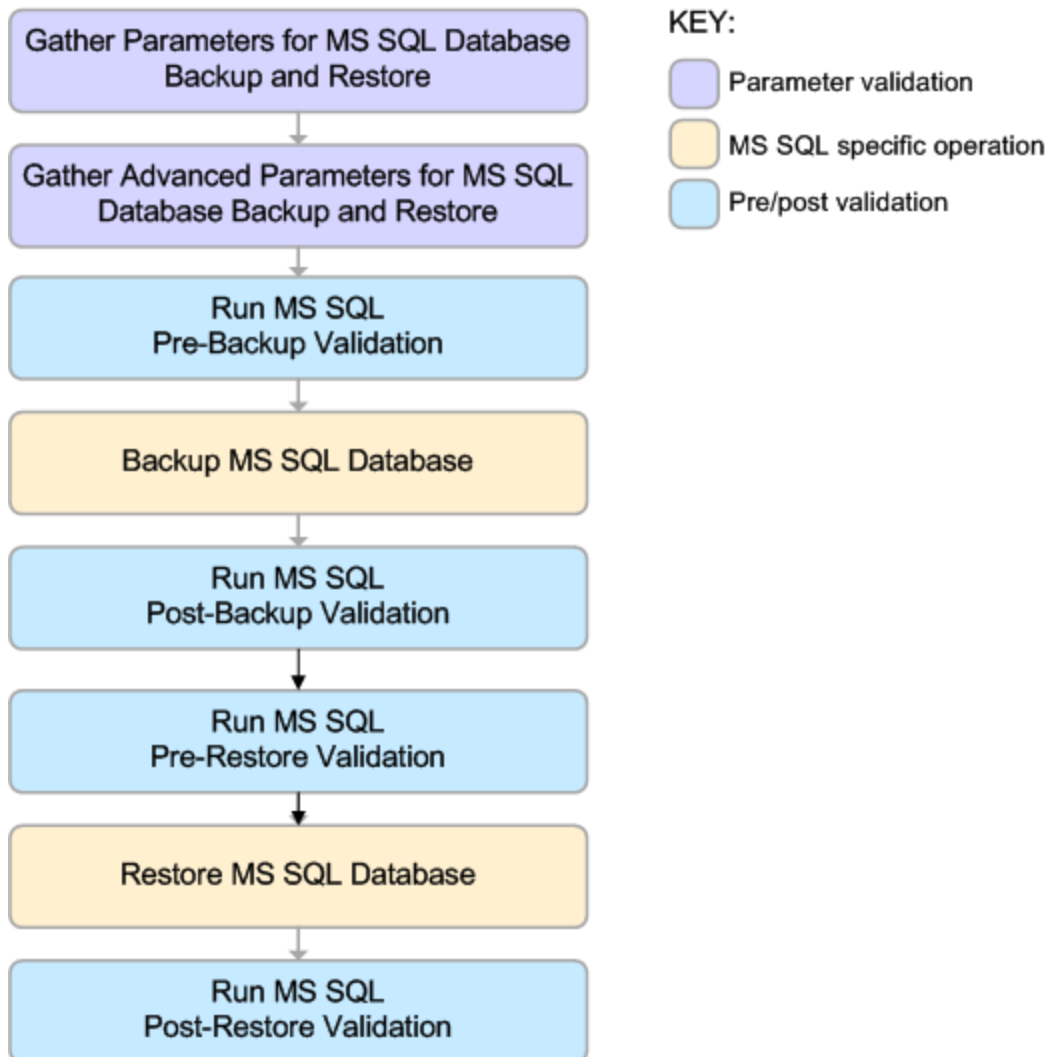 Gather Parameters for MS SQL Database
Backup and Restore
Gather Advanced Parameters for MS SQL
Database Backup and Restore
Run MS SQL
Pre-Backup Validation
Backup MS SQL Database
Run MS SQL
Post-Backup Validation
Run MS SQL
Pre-Restore Validation
Restore MS SQL Database
Run MS SQL
Post-Restore Validation
KEY:
Parameter validation
MS SQL specific operation
Pre/post validation